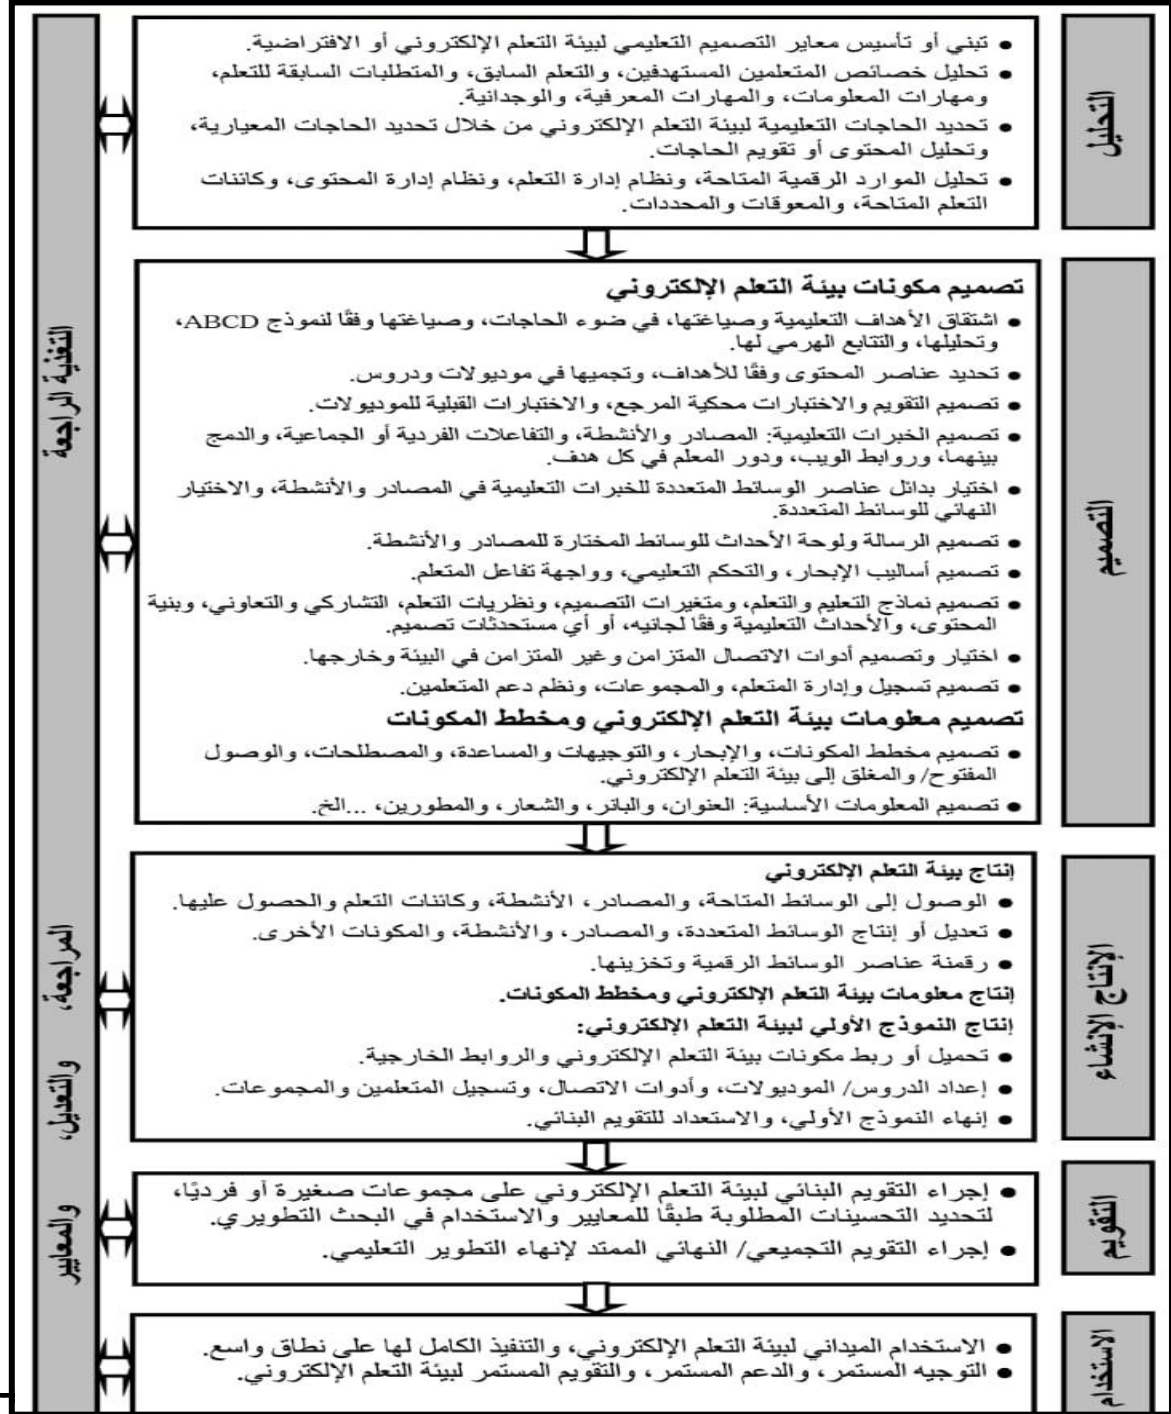 التحليل
تبني أو تأسيس معاير التصميم التعليمي لبيئة التعلم الإلكتروني أو الافتراضية.
تحليل خصائص المتعلمين المستهدفين، والتعلم السابق، والمتطلبات السابقة للتعلم،
ومهارات المعلومات، والمهارات المعرفية، والوجدانية.
تحديد الحاجات التعليمية لبيئة التعلم الإلكتروني من خلال تحديد الحاجات المعيارية،
وتحليل المحتوى أو تقويم الحاجات.
تحليل الموارد الرقمية المتاحة، ونظام إدارة التعلم، ونظام إدارة المحتوى، وكائنات
التعلم المتاحة، والمعوقات والمحددات.
التصميم
تصميم مكونات بيئة التعلم الإلكتروني
اشتقاق الأهداف التعليمية وصياغتها، في ضوء الحاجات، وصياغتها وفقًا لنموذج ABCD،
وتحليلها، والتتابع الهرمي لها.
تحديد عناصر المحتوى وفقًا للأهداف، وتجميها في موديولات ودروس.
تصميم التقويم والاختبارات محكية المرجع، والاختبارات القبلية للموديولات.
تصميم الخبرات التعليمية: المصادر والأنشطة، والتفاعلات الفردية أو الجماعية، والدمج
بينهما، وروابط الويب، ودور المعلم في كل هدف.
اختيار بدائل عناصر الوسائط المتعددة للخبرات التعليمية في المصادر والأنشطة، والاختيار
النهائي للوسائط المتعددة.
تصميم الرسالة ولوحة الأحداث للوسائط المختارة للمصادر والأنشطة.
تصميم أساليب الإبحار، والتحكم التعليمي، وواجهة تفاعل المتعلم.
تصميم نماذج التعليم والتعلم، ومتغيرات التصميم، ونظريات التعلم، التشاركي والتعاوني، وبنية
المحتوى، والأحداث التعليمية وفقًا لجانيه، أو أي مستحدثات تصميم.
اختيار وتصميم أدوات الاتصال المتزامن وغير المتزامن في البيئة وخارجها.
تصميم تسجيل وإدارة المتعلم، والمجموعات، ونظم دعم المتعلمين.
تصميم معلومات بيئة التعلم الإلكتروني ومخطط المكونات
تصميم مخطط المكونات، والإبحار، والتوجيهات والمساعدة، والمصطلحات، والوصول
المفتوح/ والمغلق إلى بيئة التعلم الإلكتروني.
تصميم المعلومات الأساسية: العنوان، والبانر، والشعار، والمطورين، ...الخ.
الإنتاج الإنشاء
إنتاج بيئة التعلم الإلكتروني
الوصول إلى الوسائط المتاحة، والمصادر، الأنشطة، وكائنات التعلم والحصول عليها.
تعديل أو إنتاج الوسائط المتعددة، والمصادر، والأنشطة، والمكونات الأخرى.
رقمنة عناصر الوسائط الرقمية وتخزينها.
إنتاج معلومات بيئة التعلم الإلكتروني ومخطط المكونات.
إنتاج النموذج الأولي لبيئة التعلم الإلكتروني:
تحميل أو ربط مكونات بيئة التعلم الإلكتروني والروابط الخارجية.
إعداد الدروس/ الموديولات، وأدوات الاتصال، وتسجيل المتعلمين والمجموعات.
إنهاء النموذج الأولي، والاستعداد للتقويم البنائي.
التقويم
إجراء التقويم البنائي لبيئة التعلم الإلكتروني على مجموعات صغيرة أو فرديًا،
لتحديد التحسينات المطلوبة طبقًا للمعايير والاستخدام في البحث التطويري.
إجراء التقويم التجميعي/ النهائي الممتد لإنهاء التطوير التعليمي.
الاستخدام
الاستخدام الميداني لبيئة التعلم الإلكتروني، والتنفيذ الكامل لها على نطاق واسع.
التوجيه المستمر، والدعم المستمر، والتقويم المستمر لبيئة التعلم الإلكتروني.
التغذية الراجعة
المراجعة،
والتعديل،
والمعايير